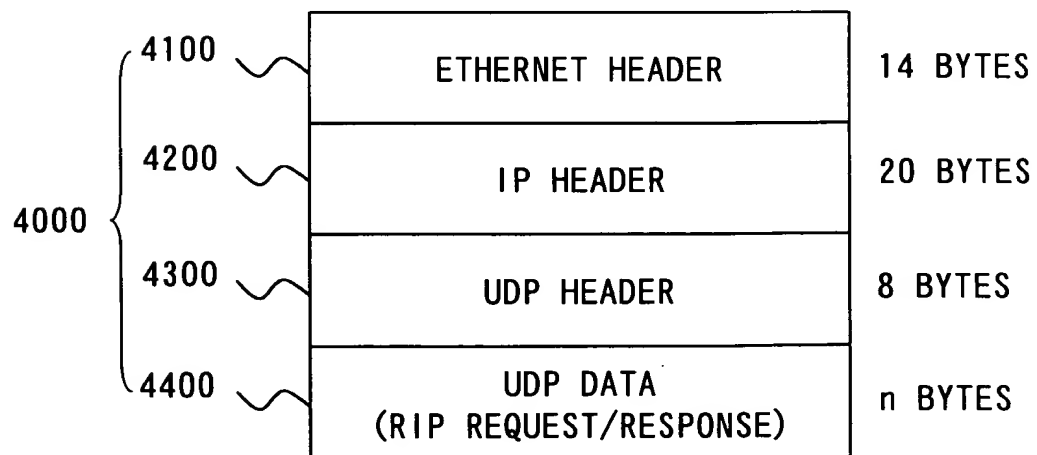 4100 ETHERNET HEADER 14 BYTES
4200 IP HEADER 20 BYTES
4000
4300 UDP HEADER 8 BYTES
4400 UDP DATA
(RIP REQUEST/RESPONSE) n BYTES